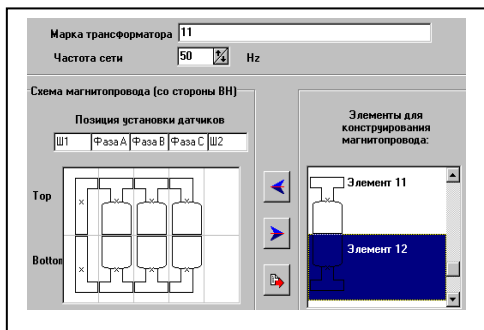 Марка трансформатора 11
Частота сети 50 Hz
Схема магнитопровода (со стороны ВН)
Позиция установки датчиков
Ш1 Фаза A Фаза B Фаза C Ш2
Top
Bottom
Элементы для
конструирования
магнитопровода:
Элемент 11
Элемент 12